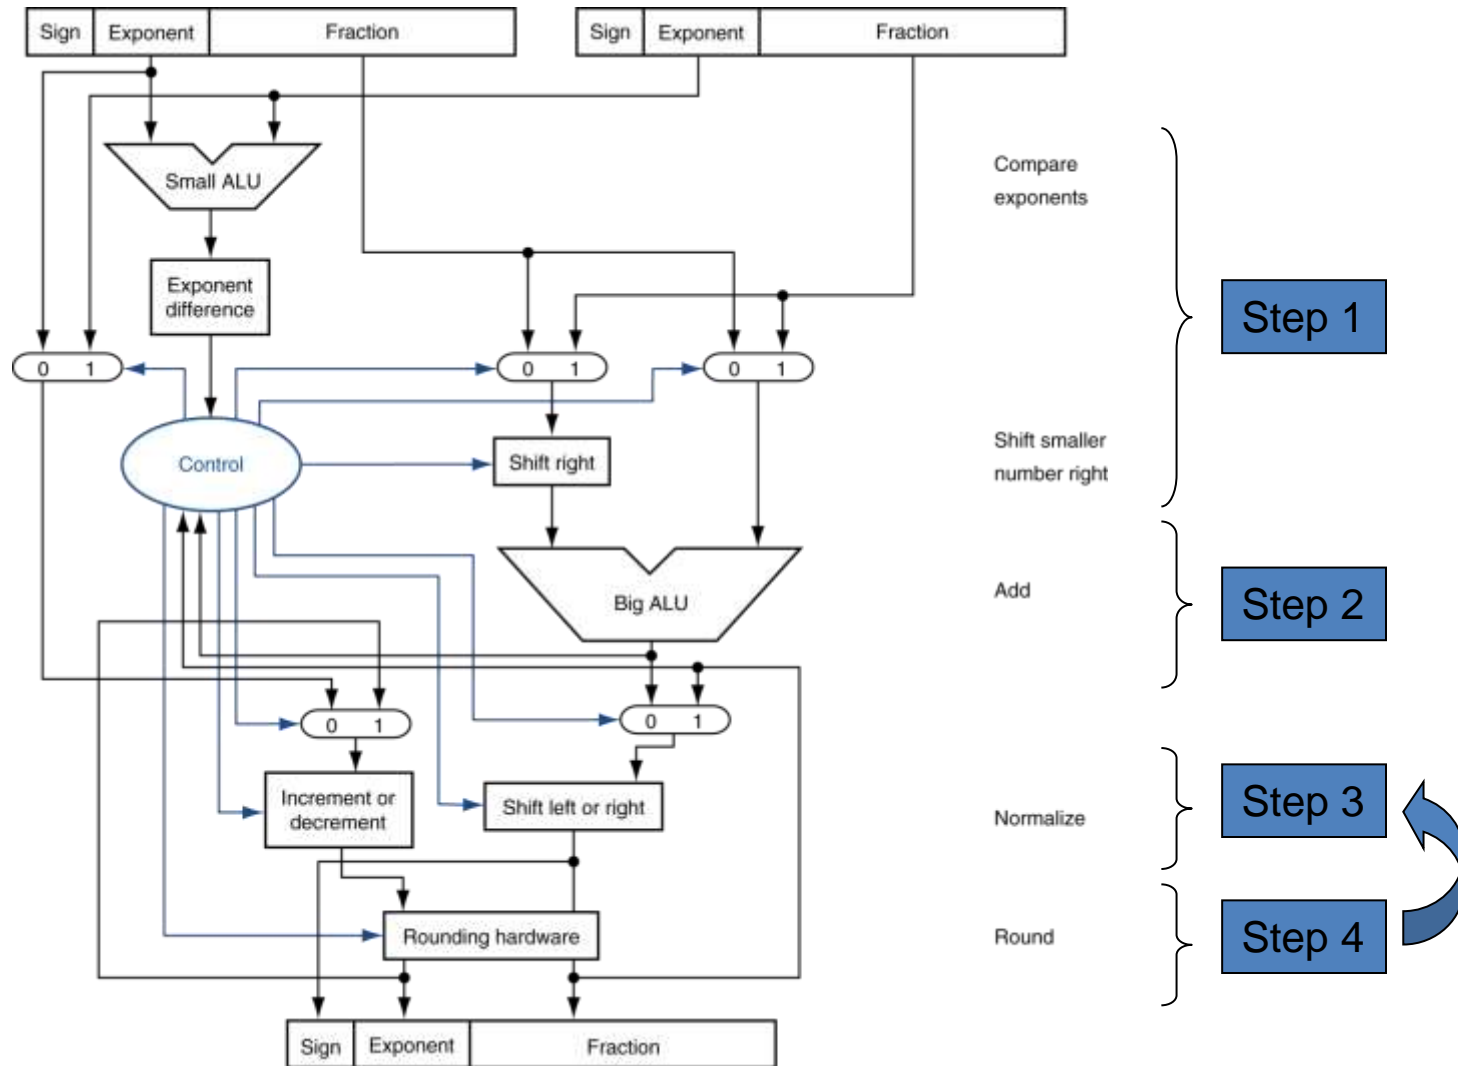 Sign Exponent Fraction
Sign Exponent Fraction
Small ALU
Compare
exponents
Step 1
Exponent
difference
0 1
0 1
0 1
Control
Shift right
Shift smaller
number right
Big ALU
Add
Step 2
0 1
0 1
Increment or
decrement
Shift left or right
Normalize
Step 3
Rounding hardware
Round
Step 4
Sign Exponent Fraction